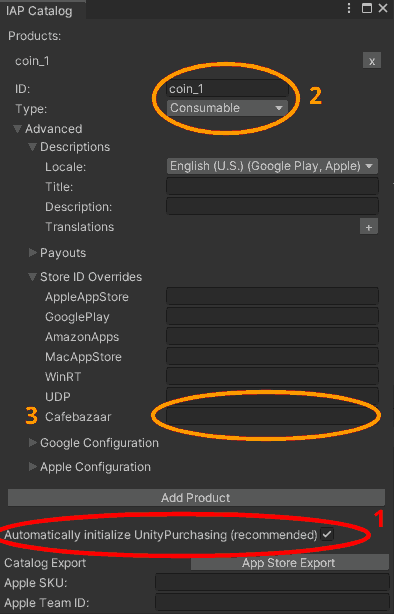 IAP Catalog
Products:
coin_1 x
ID: coin_1
Type: Consumable
2
Advanced
Descriptions
Locale: English (U.S.) (Google Play, Apple)
Title:
Description:
Translations +
Payouts
Store ID Overrides
AppleAppStore
GooglePlay
AmazonApps
MacAppStore
WinRT
UDP
3 Cafebazaar
Google Configuration
Apple Configuration
Add Product
1
Automatically initialize UnityPurchasing (recommended)
Catalog Export App Store Export
Apple SKU:
Apple Team ID: